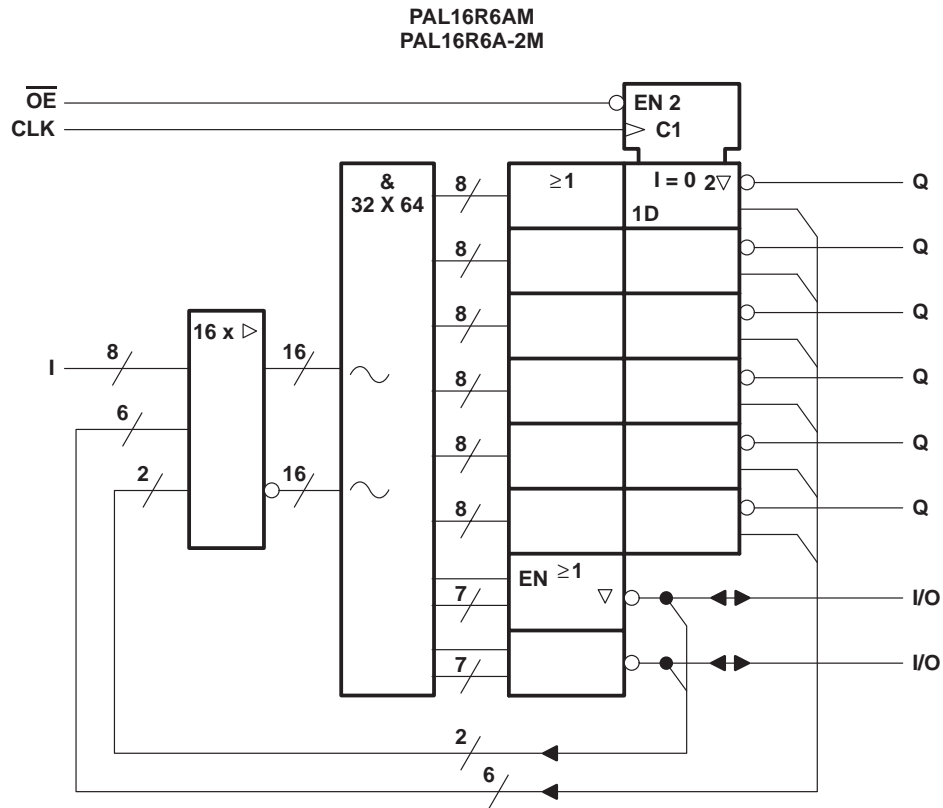 PAL16R6AM
PAL16R6A-2M
OE
CLK
EN 2
C1
&
32 X 64
8
≥1
I = 0 2▽
1D
Q
8
Q
8
Q
16 x ▷
I
8
16
8
Q
6
8
Q
2
16
8
Q
EN ≥1
▽
7
I/O
7
I/O
2
6